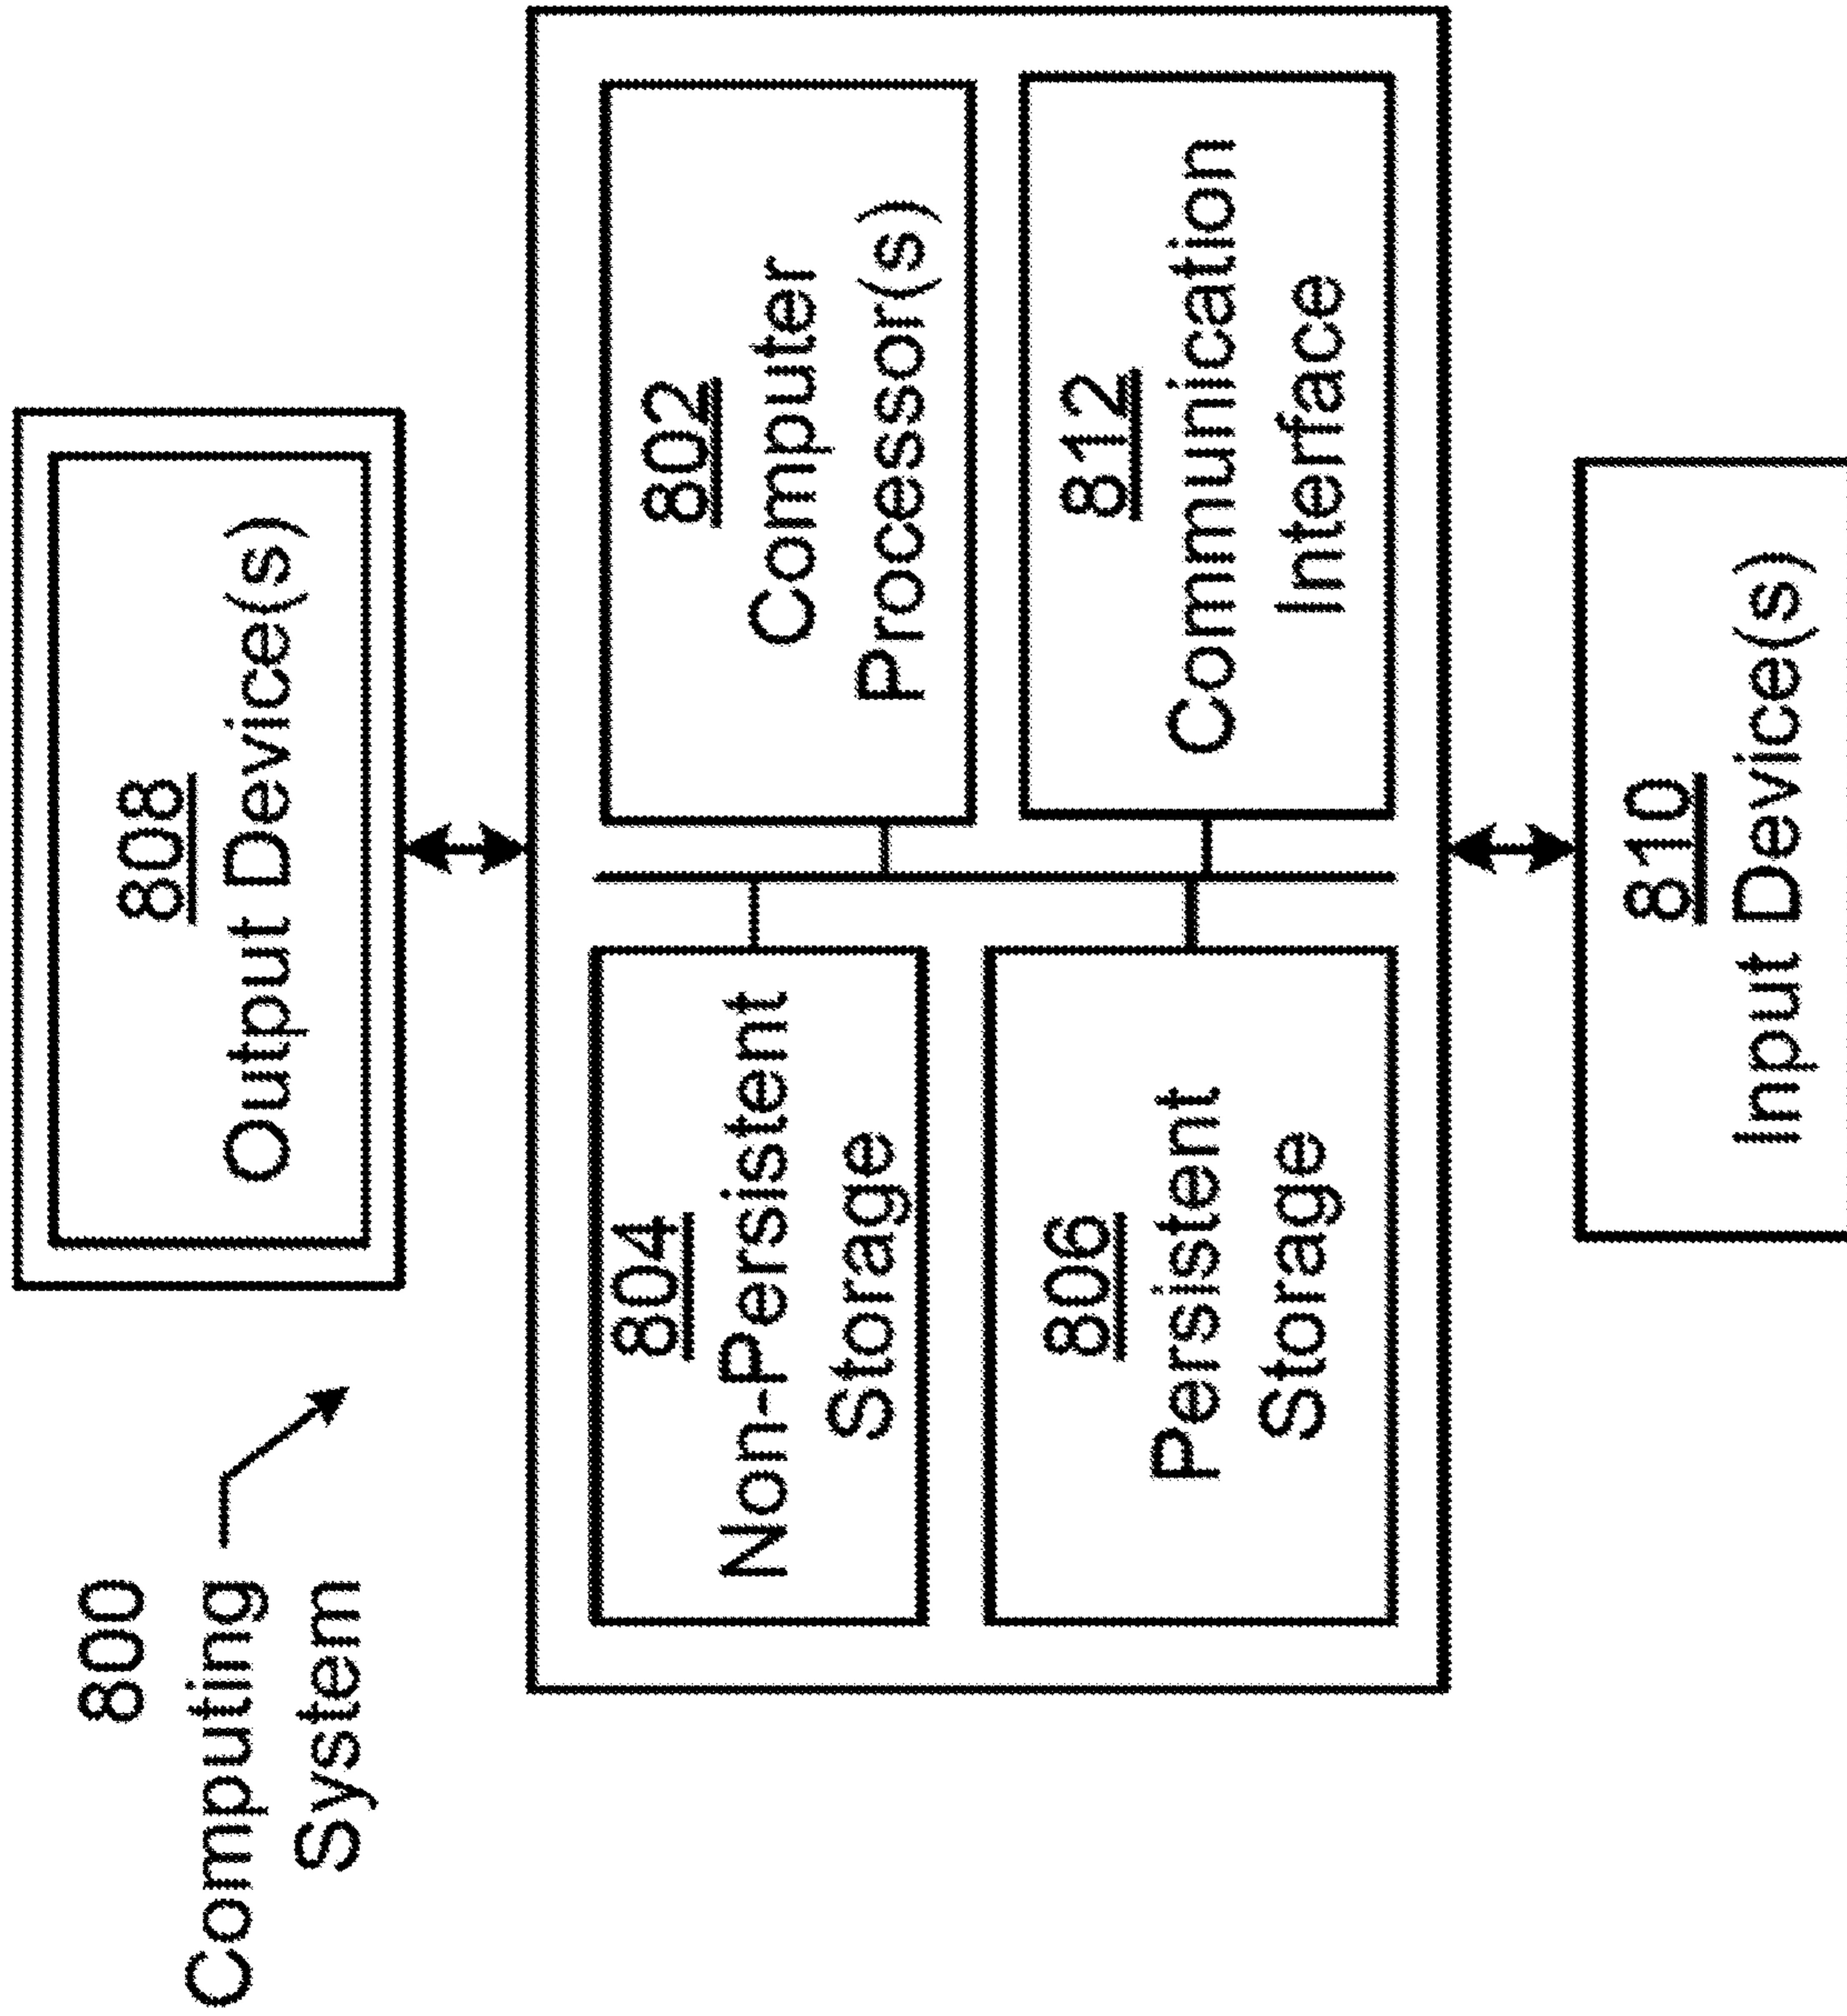 800
Computing
System
808
Output Device(s)
804
Non-Persistent
Storage
802
Computer
Processor(s)
806
Persistent
Storage
812
Communication
Interface
810
Input Device(s)